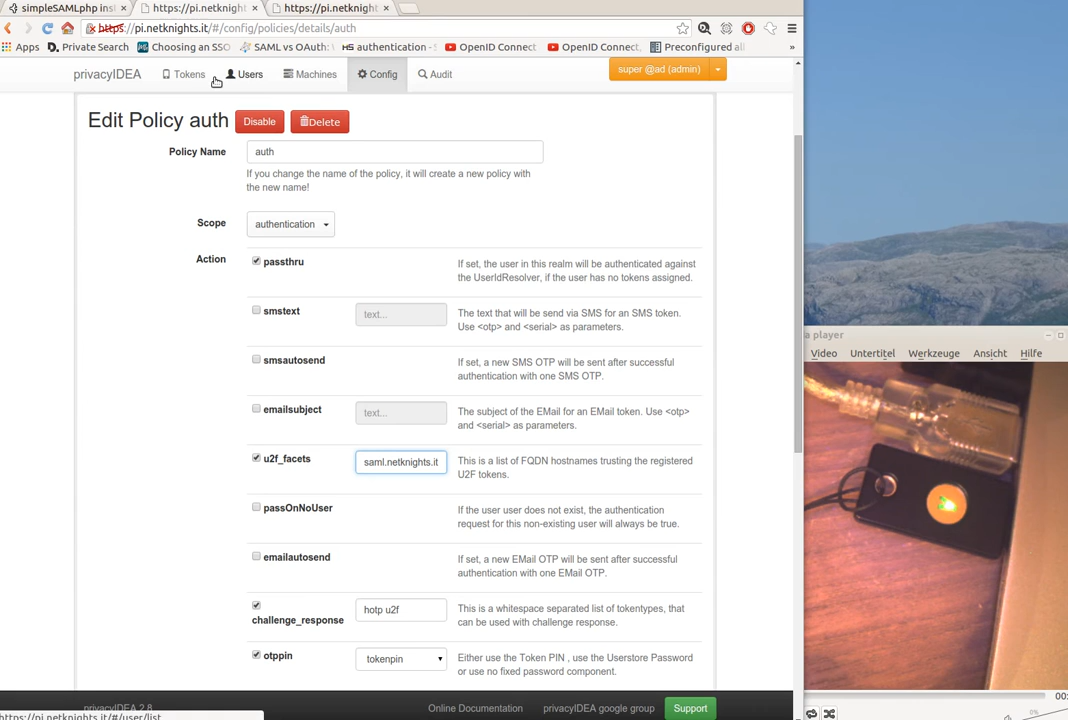 simpleSAMLphp inst × https://pi.netknights × https://pi.netknights ×
https://pi.netknights.it/#/config/policies/details/auth
Apps Private Search Choosing an SSO SAML vs OAuth: HS authentication - OpenID Connect OpenID Connect, Preconfigured all »
privacyIDEA Tokens Users Machines Config Audit super @ad (admin)
Edit Policy auth Disable Delete
Policy Name auth
If you change the name of the policy, it will create a new policy with
the new name!
Scope authentication
Action passthru If set, the user in this realm will be authenticated against
the UserIdResolver, if the user has no tokens assigned.
smstext text... The text that will be send via SMS for an SMS token.
Use <otp> and <serial> as parameters.
smsautosend If set, a new SMS OTP will be sent after successful
authentication with one SMS OTP.
emailsubject text... The subject of the EMail for an EMail token. Use <otp>
and <serial> as parameters.
u2f_facets saml.netknights.it This is a list of FQDN hostnames trusting the registered
U2F tokens.
passOnNoUser If the user user does not exist, the authentication
request for this non-existing user will always be true.
emailautosend If set, a new EMail OTP will be sent after successful
authentication with one EMail OTP.
challenge_response hotp u2f This is a whitespace separated list of tokentypes, that
can be used with challenge response.
otppin tokenpin Either use the Token PIN , use the Userstore Password
or use no fixed password component.
privacyIDEA 2.8 Online Documentation privacyIDEA google group Support
https://pi.netknights.it/#/user/list
a player
Video Untertitel Werkzeuge Ansicht Hilfe
00:
0%